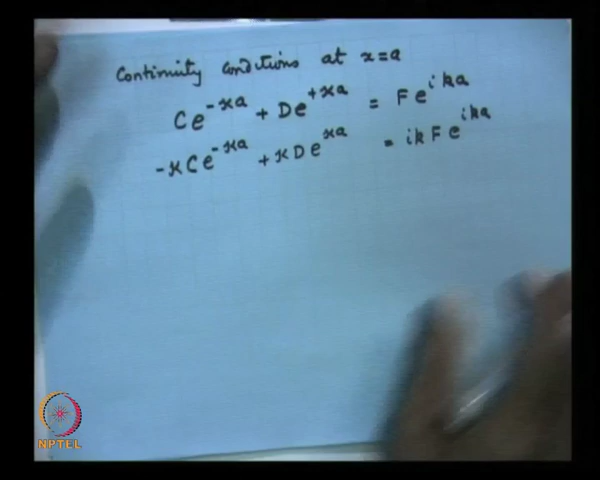 Continuity conditions at x=a
Ce^{-κa} + De^{+κa} = Fe^{ika}
-κCe^{-κa} + κDe^{κa} = ikFe^{ika}
NPTEL